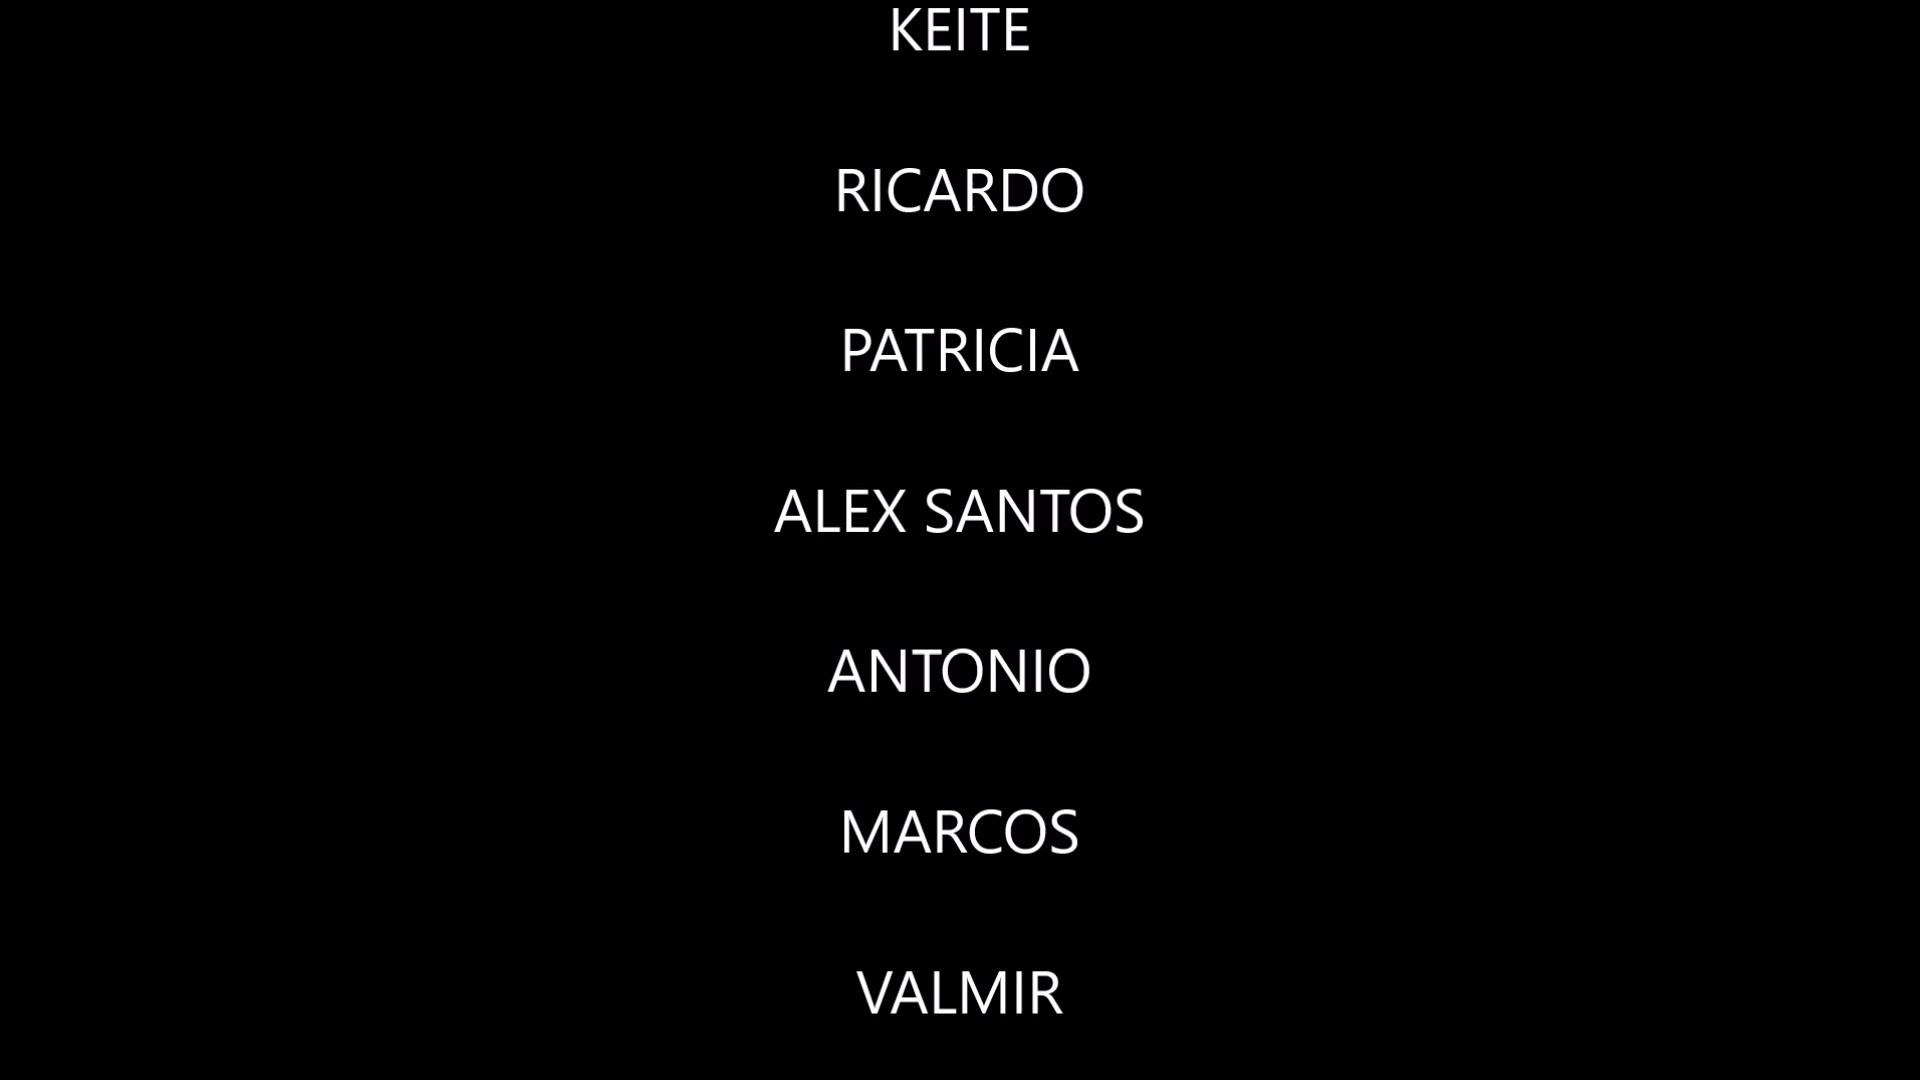 KEITE
RICARDO
PATRICIA
ALEX SANTOS
ANTONIO
MARCOS
VALMIR